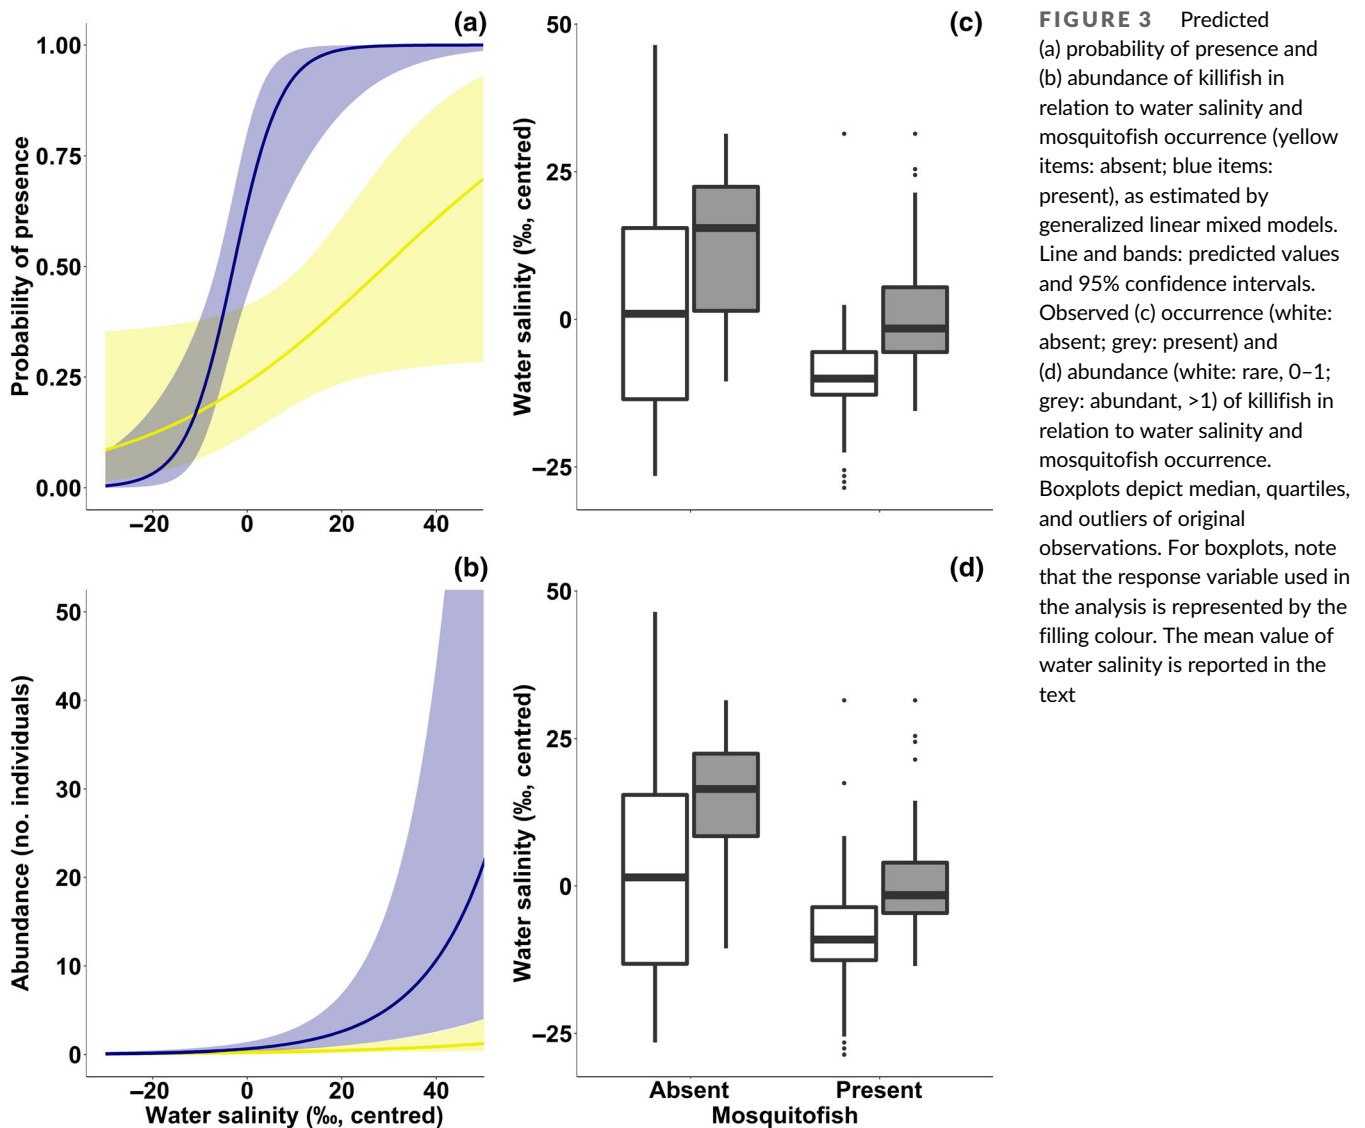 (a)
1.00
0.75
0.50
0.25
0.00
Probability of presence
−20 0 20 40
(c)
50
25
0
−25
Water salinity (‰, centred)
(b)
50
40
30
20
10
0
Abundance (no. individuals)
−20 0 20 40
Water salinity (‰, centred)
(d)
50
25
0
−25
Water salinity (‰, centred)
Absent Present
Mosquitofish
FIGURE 3 Predicted
(a) probability of presence and
(b) abundance of killifish in
relation to water salinity and
mosquitofish occurrence (yellow
items: absent; blue items:
present), as estimated by
generalized linear mixed models.
Line and bands: predicted values
and 95% confidence intervals.
Observed (c) occurrence (white:
absent; grey: present) and
(d) abundance (white: rare, 0–1;
grey: abundant, >1) of killifish in
relation to water salinity and
mosquitofish occurrence.
Boxplots depict median, quartiles,
and outliers of original
observations. For boxplots, note
that the response variable used in
the analysis is represented by the
filling colour. The mean value of
water salinity is reported in the
text